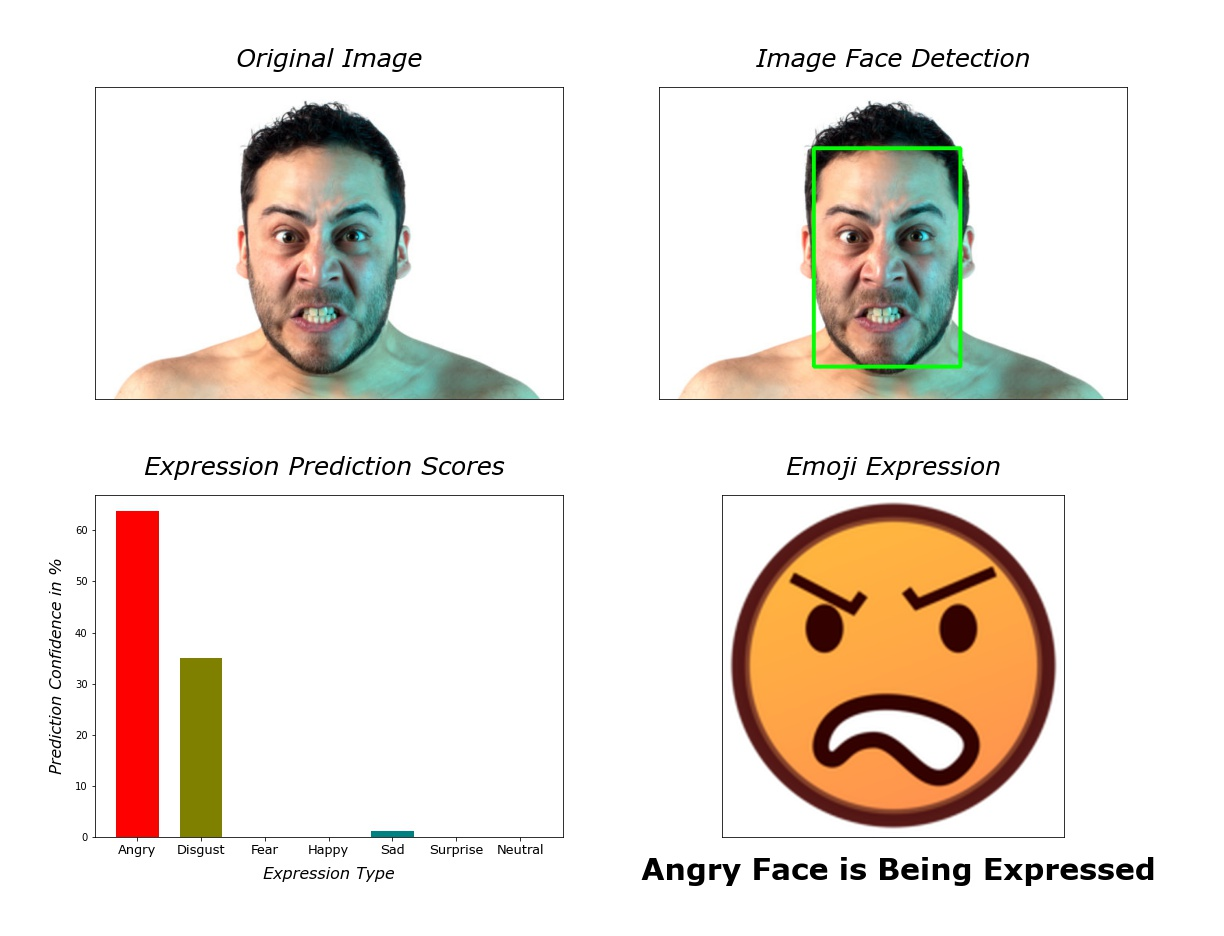 Original Image
Image Face Detection
Expression Prediction Scores
Prediction Confidence in %
60
50
40
30
20
10
0
Angry Disgust Fear Happy Sad Surprise Neutral
Expression Type
Emoji Expression
Angry Face is Being Expressed